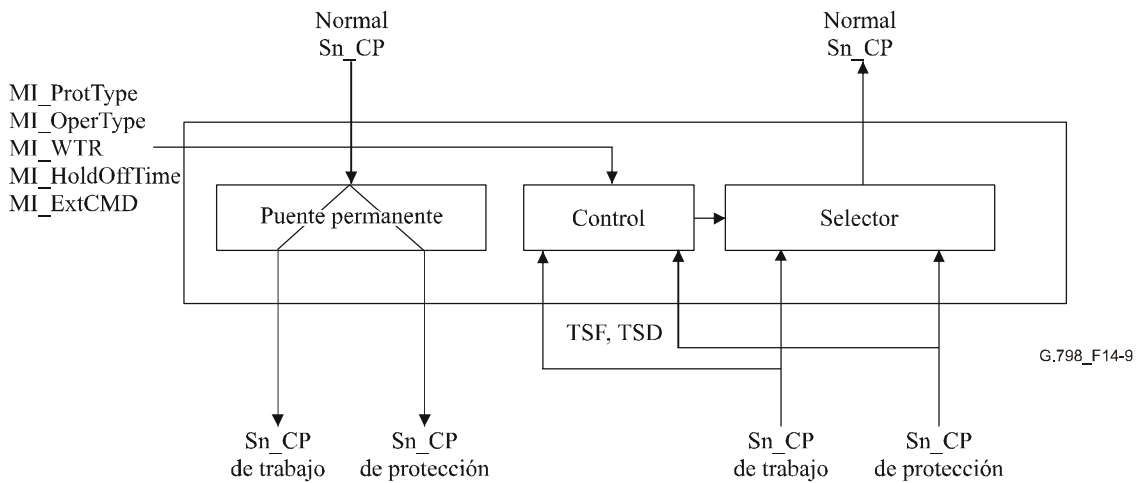 Normal
Sn_CP
Normal
Sn_CP
MI_ProtType
MI_OperType
MI_WTR
MI_HoldOffTime
MI_ExtCMD
Puente permanente
Control
Selector
TSF, TSD
G.798_F14-9
Sn_CP
de trabajo
Sn_CP
de protección
Sn_CP
de trabajo
Sn_CP
de protección